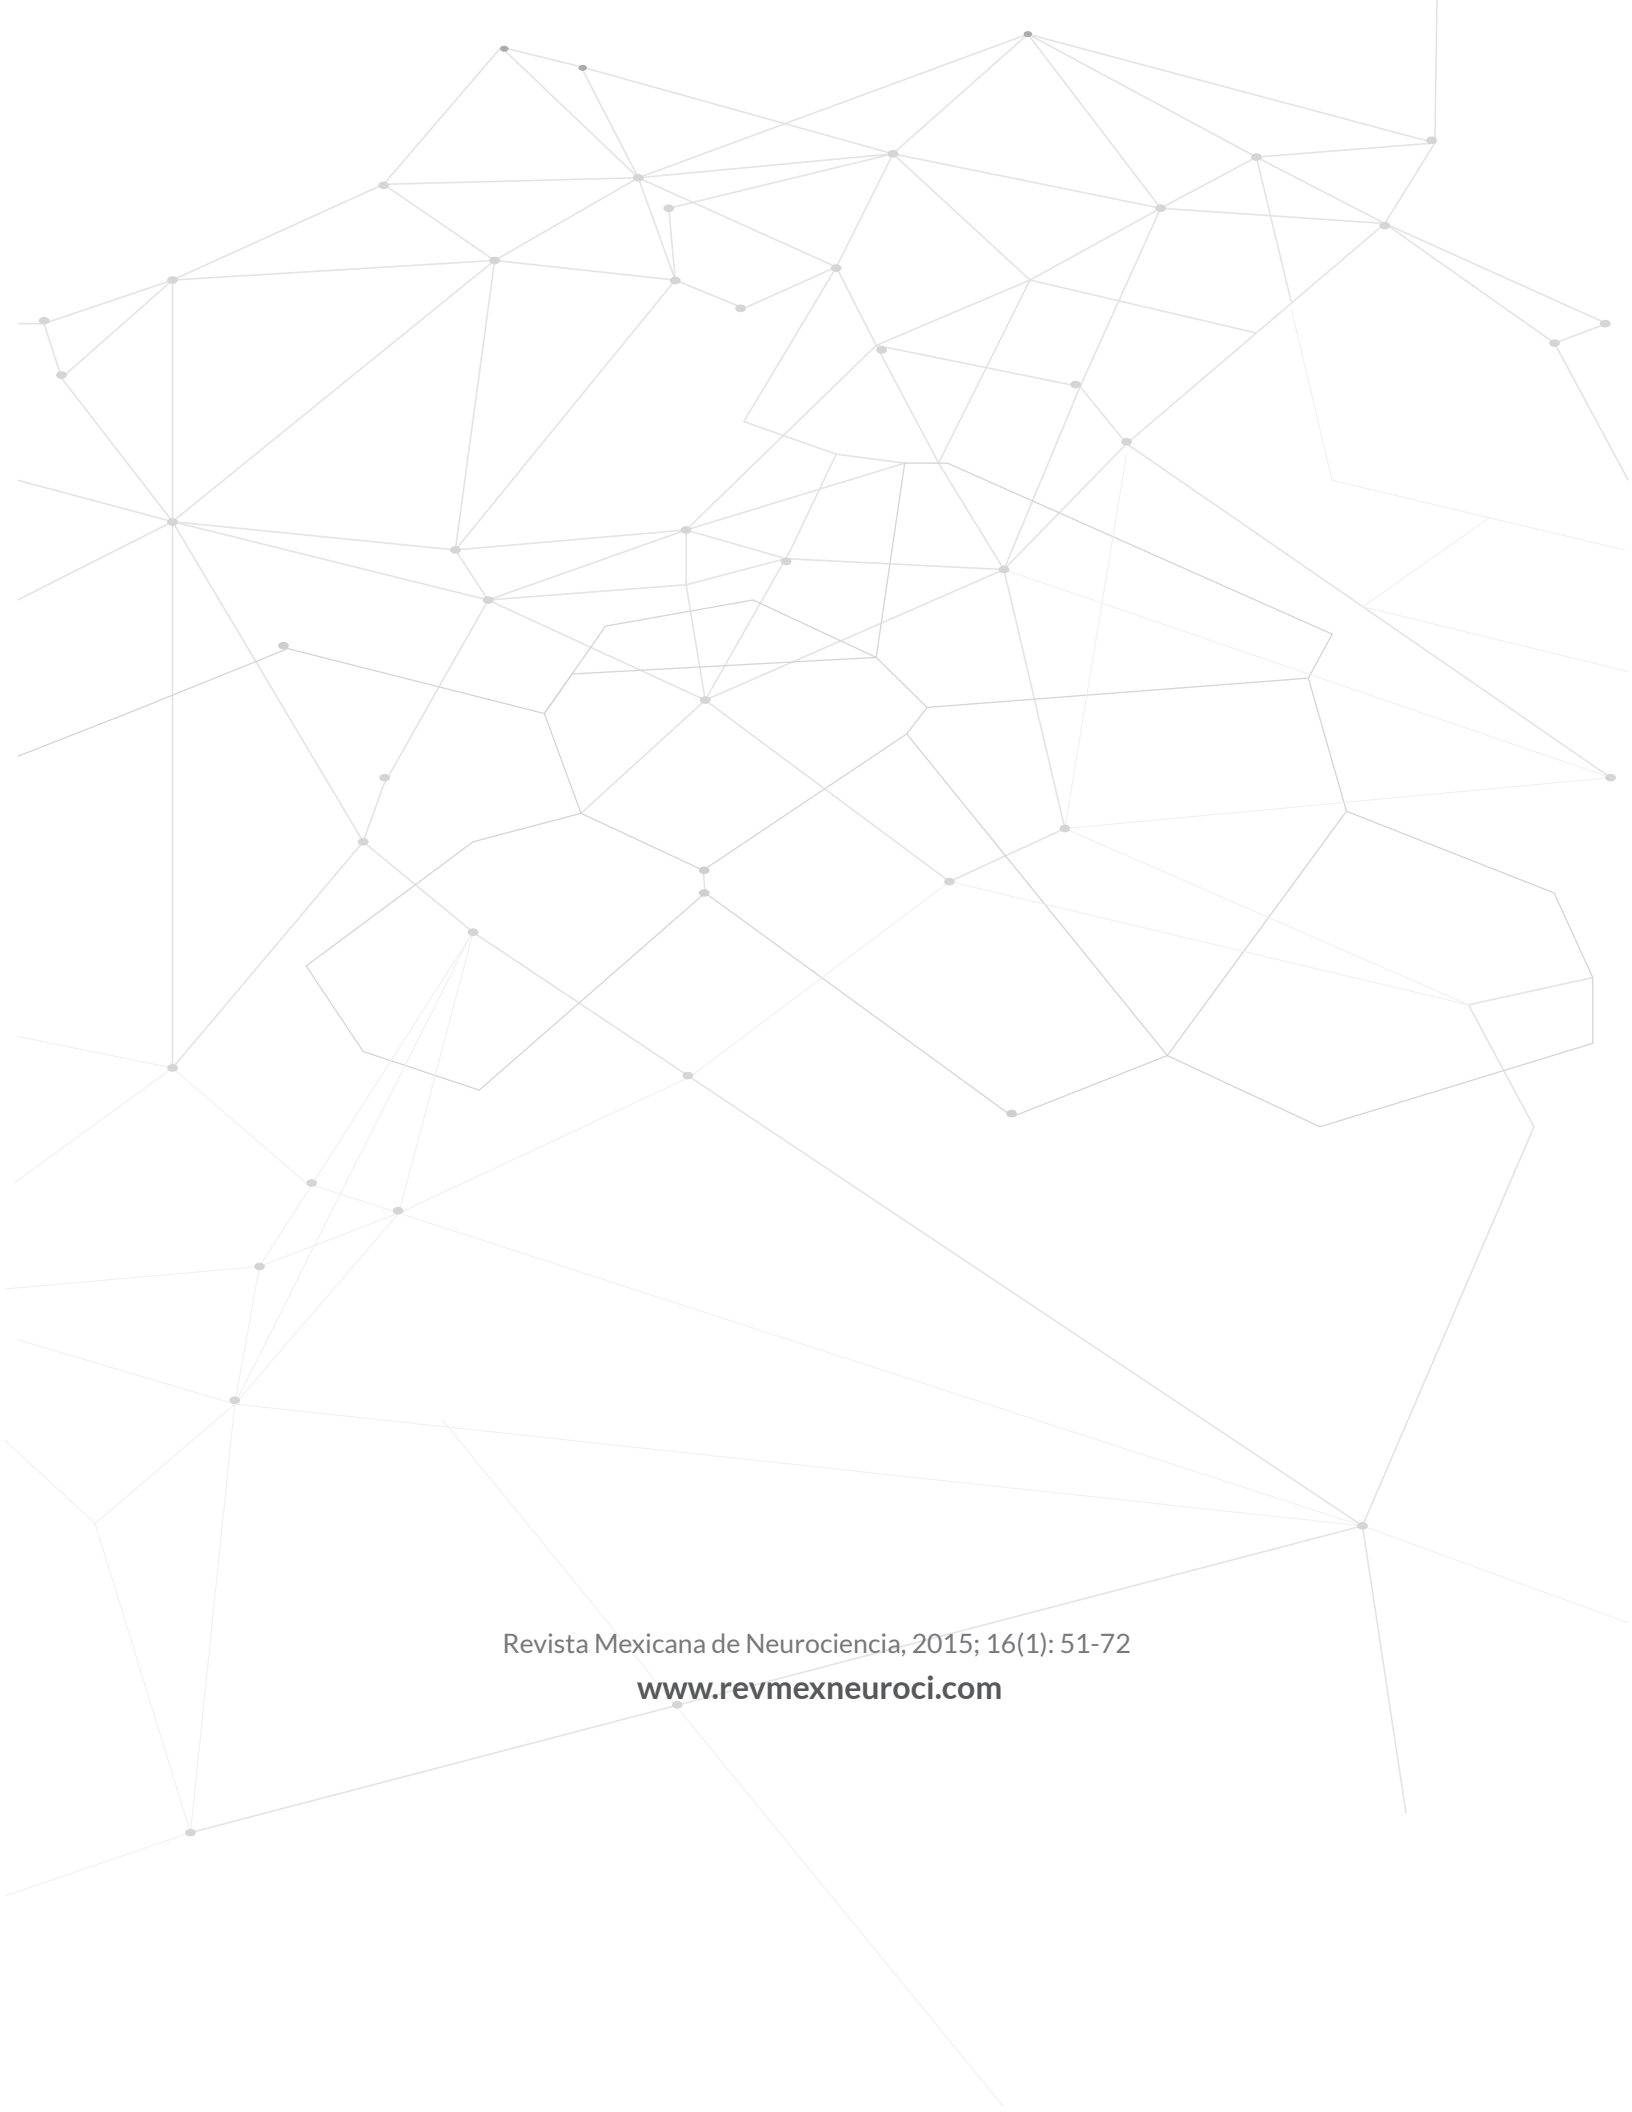 Revista Mexicana de Neurociencia, 2015; 16(1): 51-72
www.revmexneuroci.com